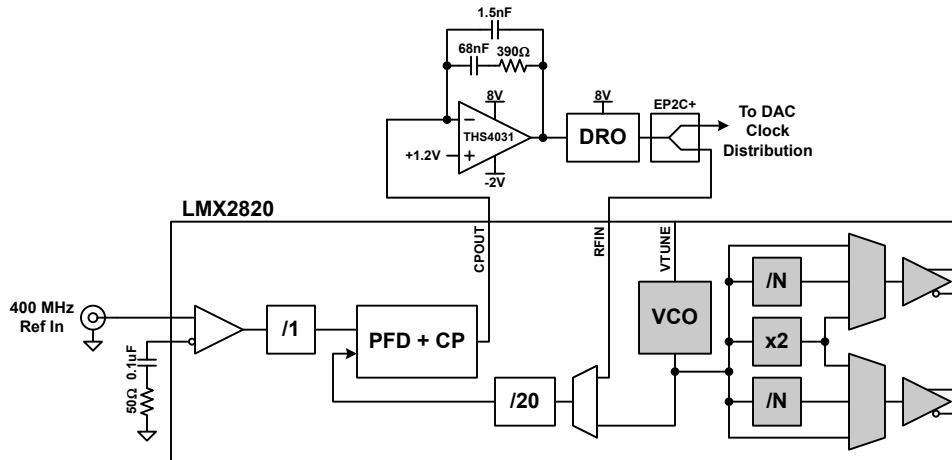 1.5nF
68nF
390Ω
8V
−
THS4031
+
+1.2V
-2V
8V
DRO
EP2C+
To DAC
Clock
Distribution
LMX2820
CPOUT
RFIN
VTUNE
400 MHz
Ref In
50Ω 0.1uF
/1
PFD + CP
/20
VCO
/N
x2
/N